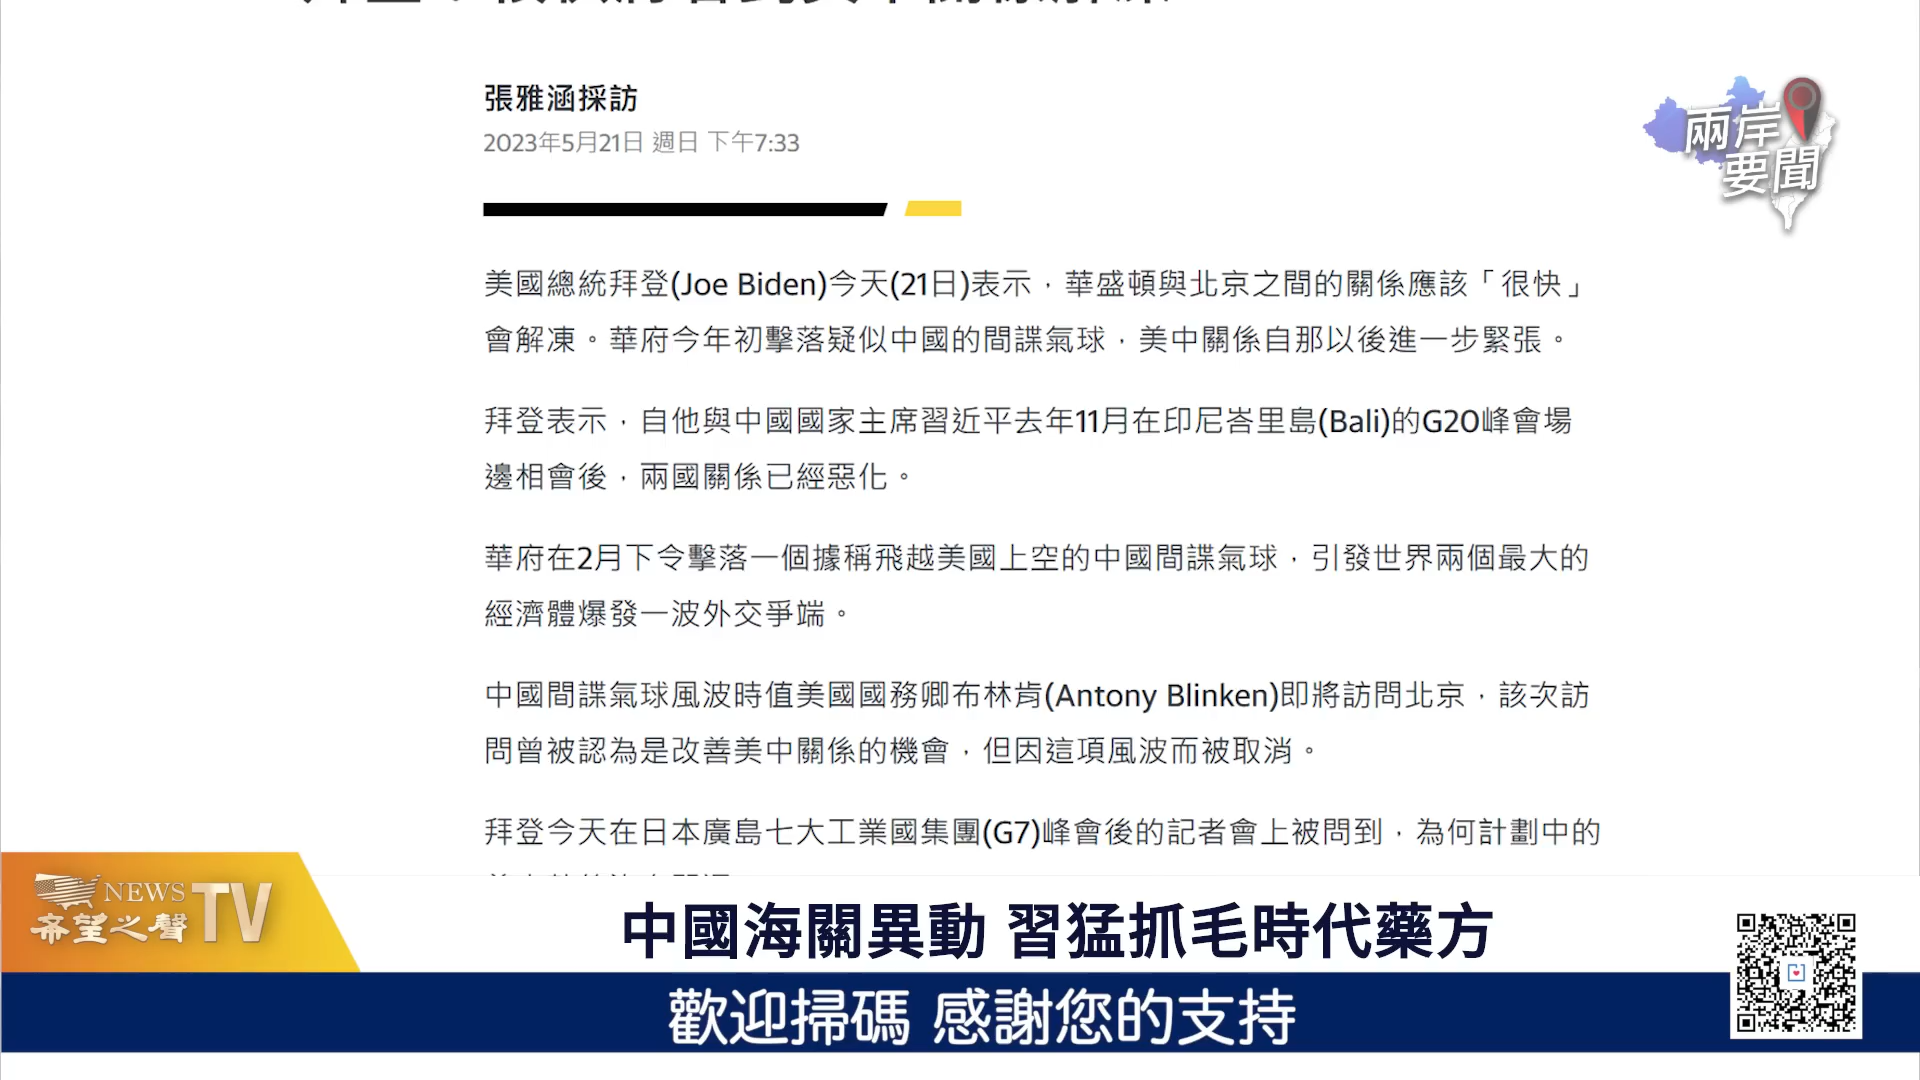 張雅涵採訪
2023年5月21日 週日 下午7:33
兩岸
要聞
美國總統拜登(Joe Biden)今天(21日)表示，華盛頓與北京之間的關係應該「很快」
會解凍。華府今年初擊落疑似中國的間諜氣球，美中關係自那以後進一步緊張。
拜登表示，自他與中國國家主席習近平去年11月在印尼峇里島(Bali)的G20峰會場
邊相會後，兩國關係已經惡化。
華府在2月下令擊落一個據稱飛越美國上空的中國間諜氣球，引發世界兩個最大的
經濟體爆發一波外交爭端。
中國間諜氣球風波時值美國國務卿布林肯(Antony Blinken)即將訪問北京，該次訪
問曾被認為是改善美中關係的機會，但因這項風波而被取消。
拜登今天在日本廣島七大工業國集團(G7)峰會後的記者會上被問到，為何計劃中的
NEWS
希望之聲 TV
中國海關異動 習猛抓毛時代藥方
歡迎掃碼 感謝您的支持